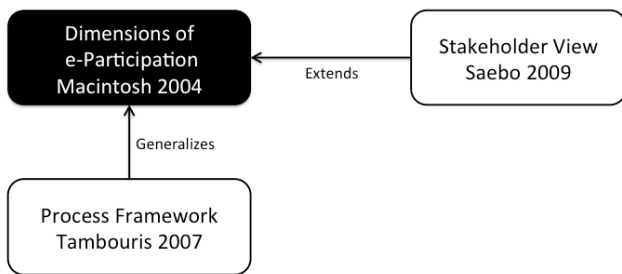 Dimensions of
e-Participation
Macintosh 2004
Stakeholder View
Saebo 2009
Extends
Generalizes
Process Framework
Tambouris 2007